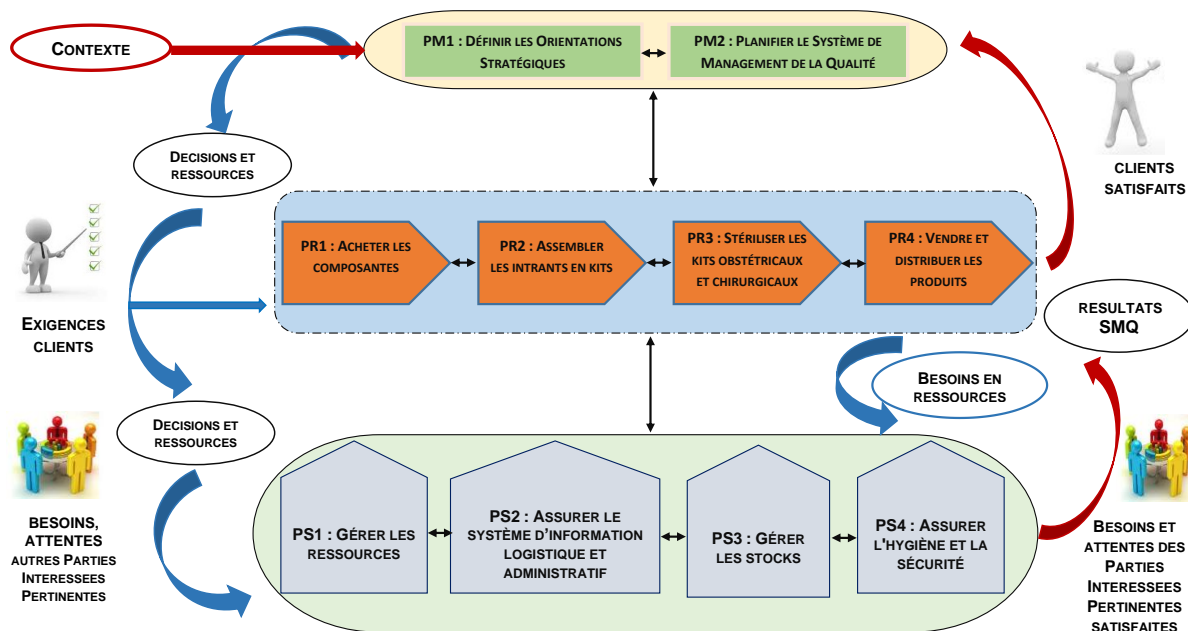 CONTEXTE
PM1 : DÉFINIR LES ORIENTATIONS
STRATÉGIQUES
PM2 : PLANIFIER LE SYSTÈME DE
MANAGEMENT DE LA QUALITÉ
DECISIONS ET
RESSOURCES
CLIENTS
SATISFAITS
EXIGENCES
CLIENTS
PR1 : ACHETER LES
COMPOSANTES
PR2 : ASSEMBLER
LES INTRANTS EN KITS
PR3 : STÉRILISER LES
KITS OBSTÉTRICAUX
ET CHIRURGICAUX
PR4 : VENDRE ET
DISTRIBUER LES
PRODUITS
RESULTATS
SMQ
DECISIONS ET
RESSOURCES
BESOINS EN
RESSOURCES
BESOINS,
ATTENTES
AUTRES PARTIES
INTERESSEES
PERTINENTES
PS1 : GÉRER LES
RESSOURCES
PS2 : ASSURER LE
SYSTÈME D'INFORMATION
LOGISTIQUE ET
ADMINISTRATIF
PS3 : GÉRER
LES STOCKS
PS4 : ASSURER
L'HYGIÈNE ET LA
SÉCURITÉ
BESOINS ET
ATTENTES DES
PARTIES
INTERESSEES
PERTINENTES
SATISFAITES